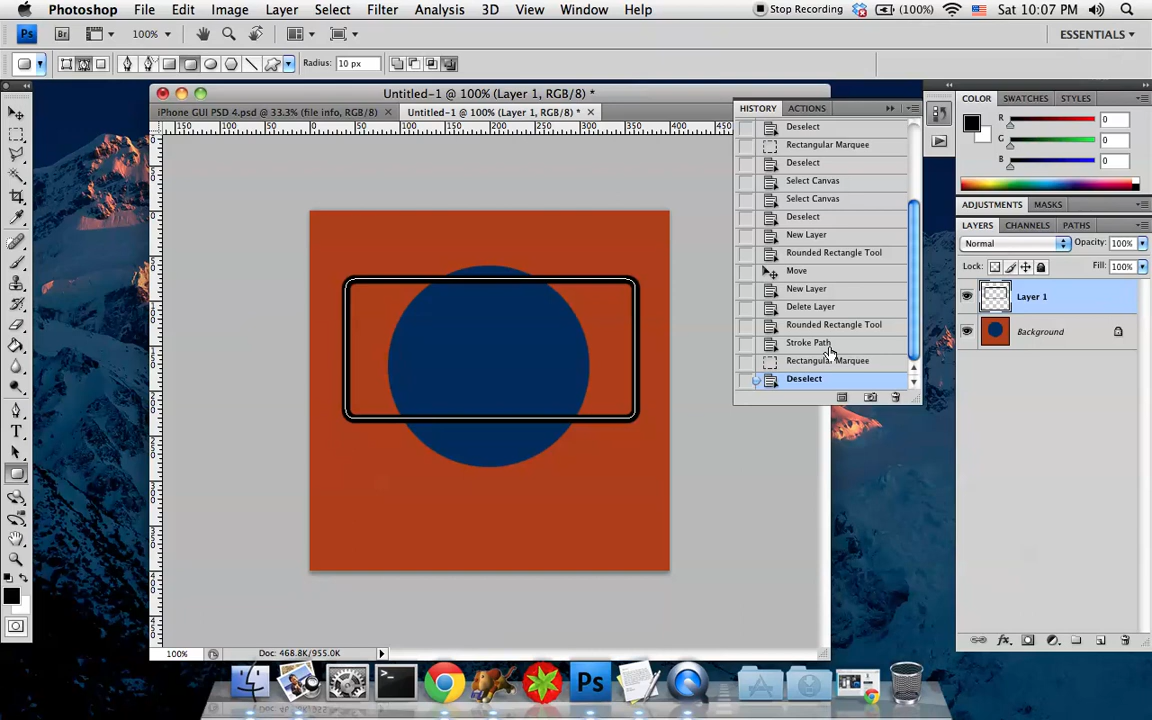 Photoshop File Edit Image Layer Select Filter Analysis 3D View Window Help Stop Recording (100%) Sat 10:07 PM
Ps Br 100% ESSENTIALS
Radius: 10 px
Untitled-1 @ 100% (Layer 1, RGB/8) *
iPhone GUI PSD 4.psd @ 33.3% (file info, RGB/8) Untitled-1 @ 100% (Layer 1, RGB/8) *
150 100 50 0 50 100 150 200 250 300 350 400 450
HISTORY ACTIONS
Deselect
Rectangular Marquee
Deselect
Select Canvas
Select Canvas
Deselect
New Layer
Rounded Rectangle Tool
Move
New Layer
Delete Layer
Rounded Rectangle Tool
Stroke Path
Rectangular Marquee
Deselect
COLOR SWATCHES STYLES
R 0
G 0
B 0
ADJUSTMENTS MASKS
LAYERS CHANNELS PATHS
Normal Opacity: 100%
Lock: Fill: 100%
Layer 1
Background
100% Doc: 468.8K/955.0K
Ps